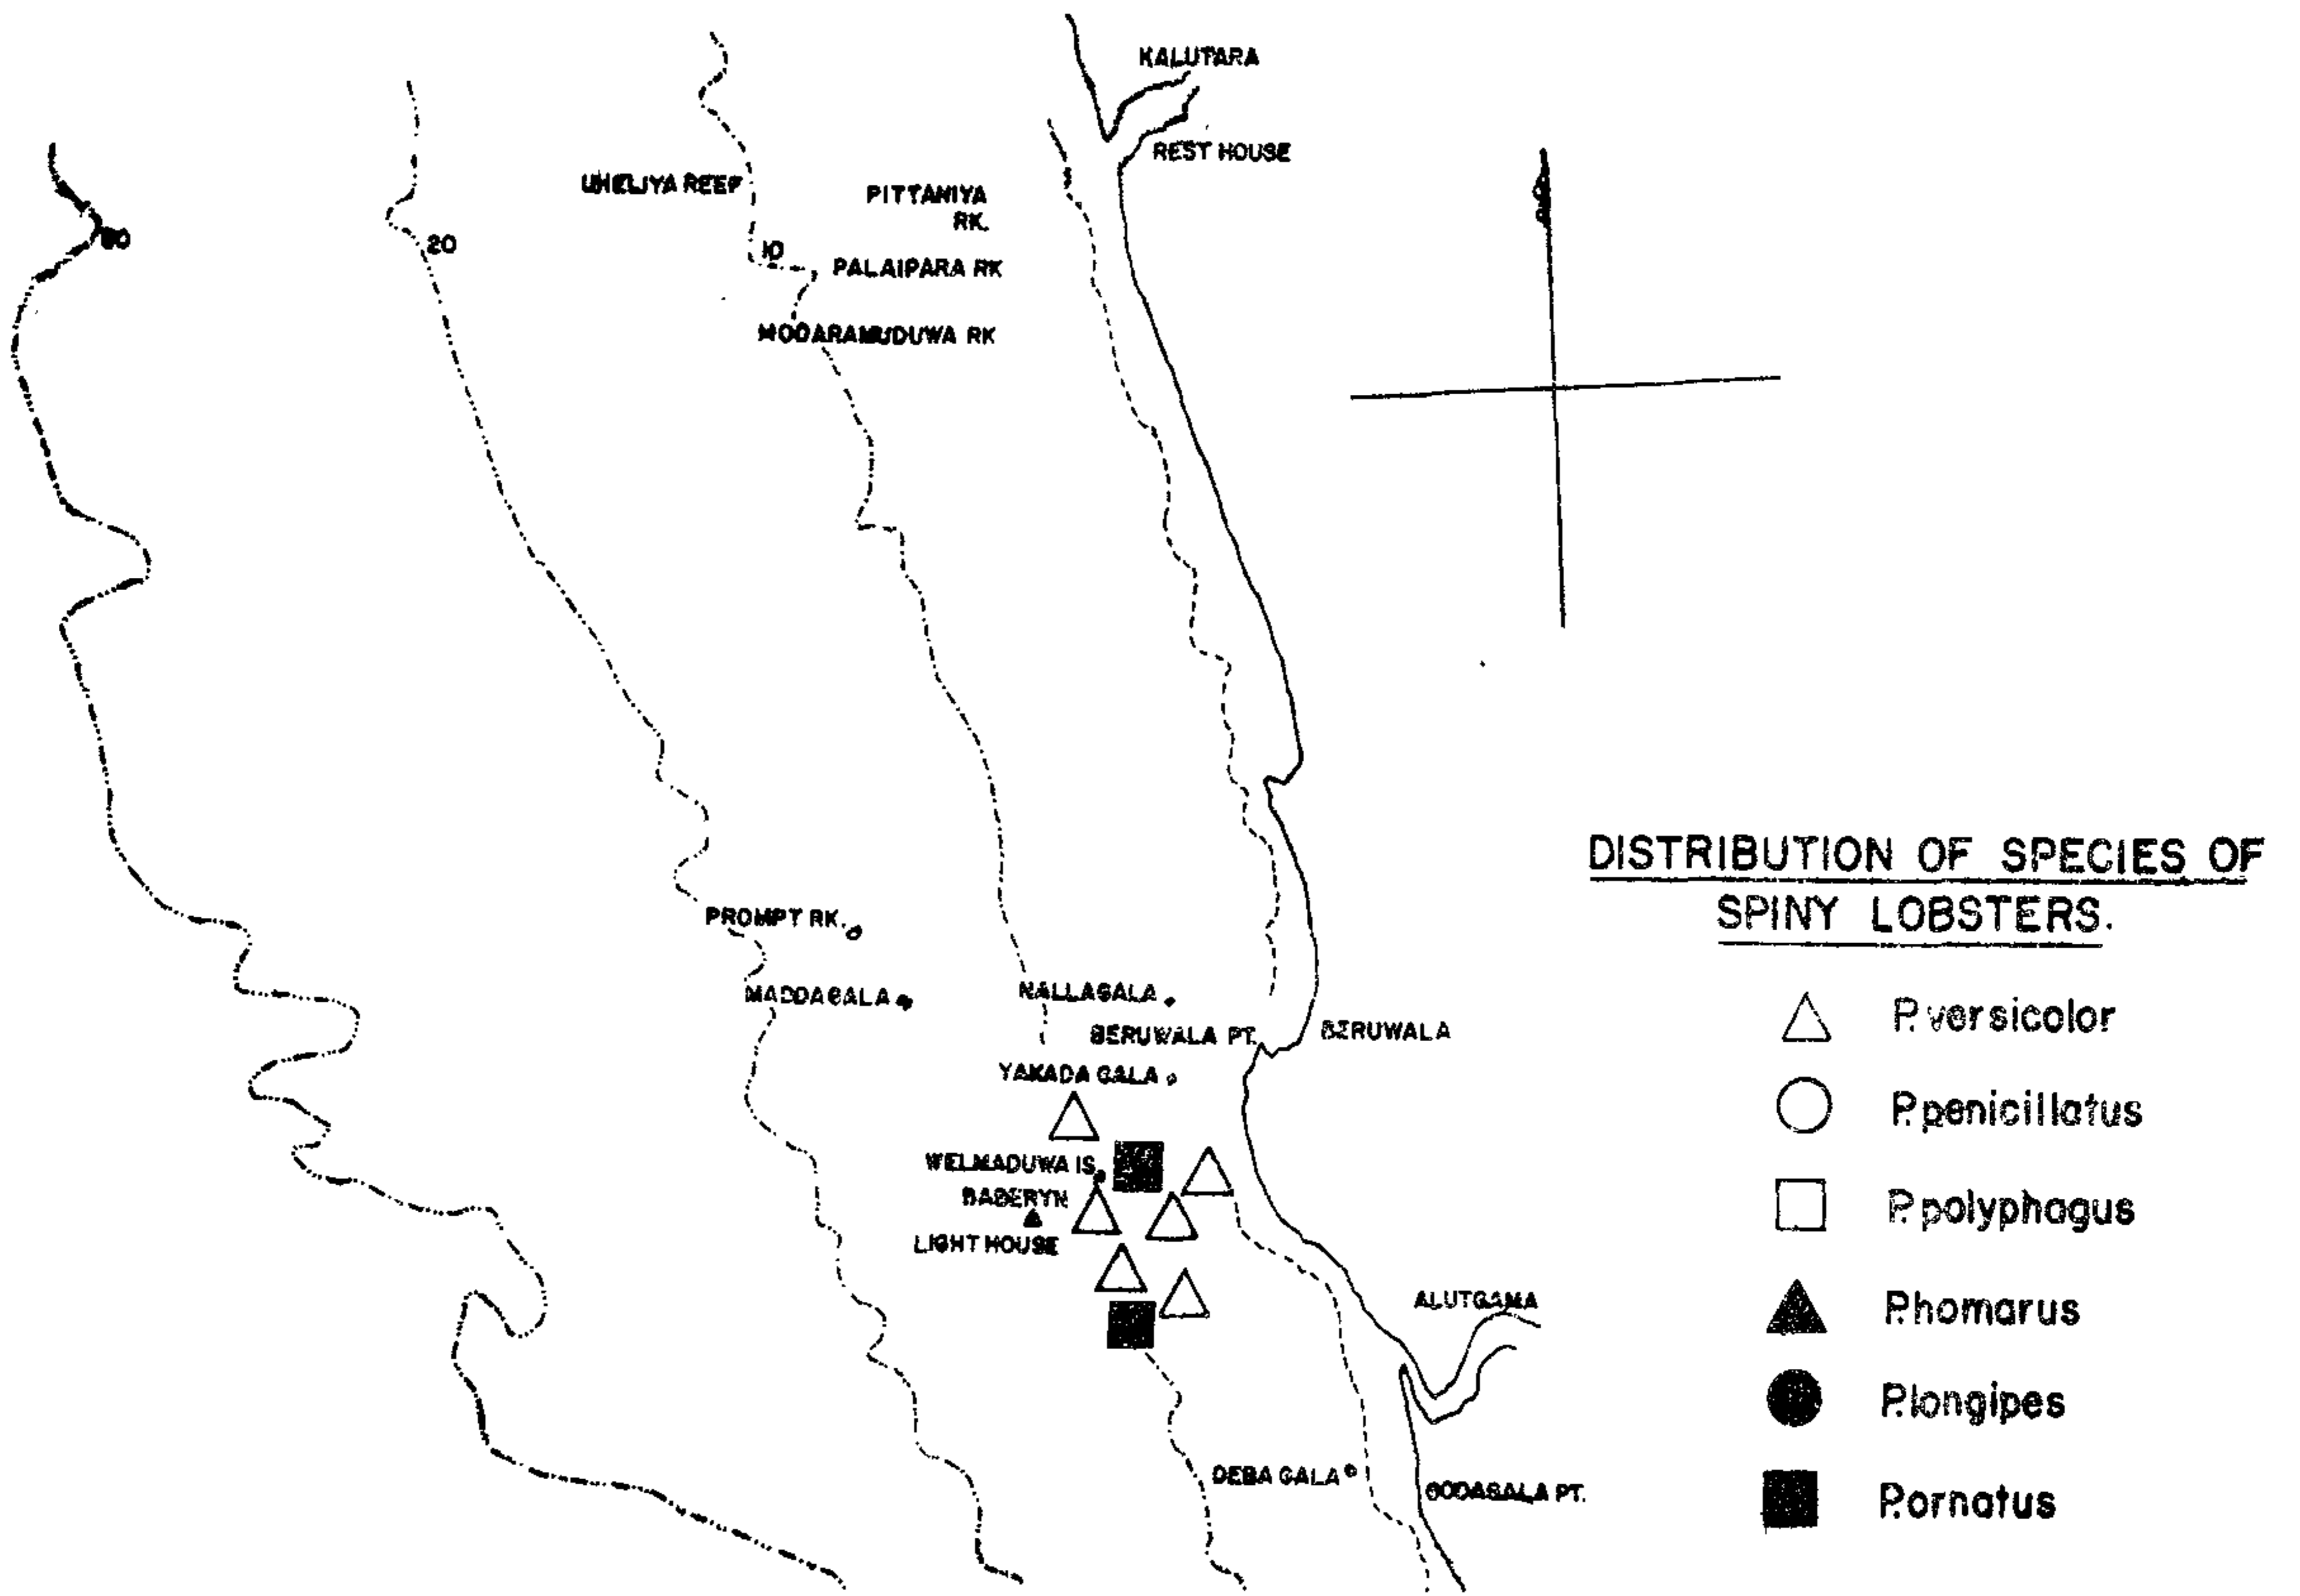 KALUTARA
REST HOUSE
UHELIYA REEF
PITTANIYA
RK.
20
10
PALAIPARA RK
MODARAMUDUWA RK
DISTRIBUTION OF SPECIES OF
SPINY LOBSTERS.
PROMPT RK.
MADDAGALA
NALLAGALA
BERUWALA PT.
BERUWALA
YAKADA GALA
WELMADUWA IS.
BABERYN
LIGHT HOUSE
ALUTGAMA
DEBA GALA
GODAGALA PT.
P.versicolor
P.penicillatus
P.polyphagus
P.homarus
P.longipes
P.ornatus